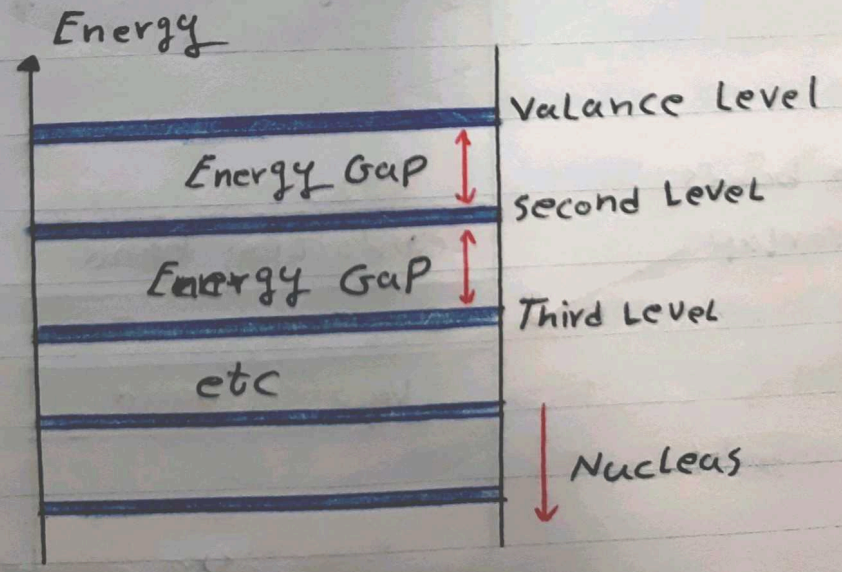 Energy
Valance Level
Energy Gap
second Level
Energy Gap
Third Level
etc
Nucleas